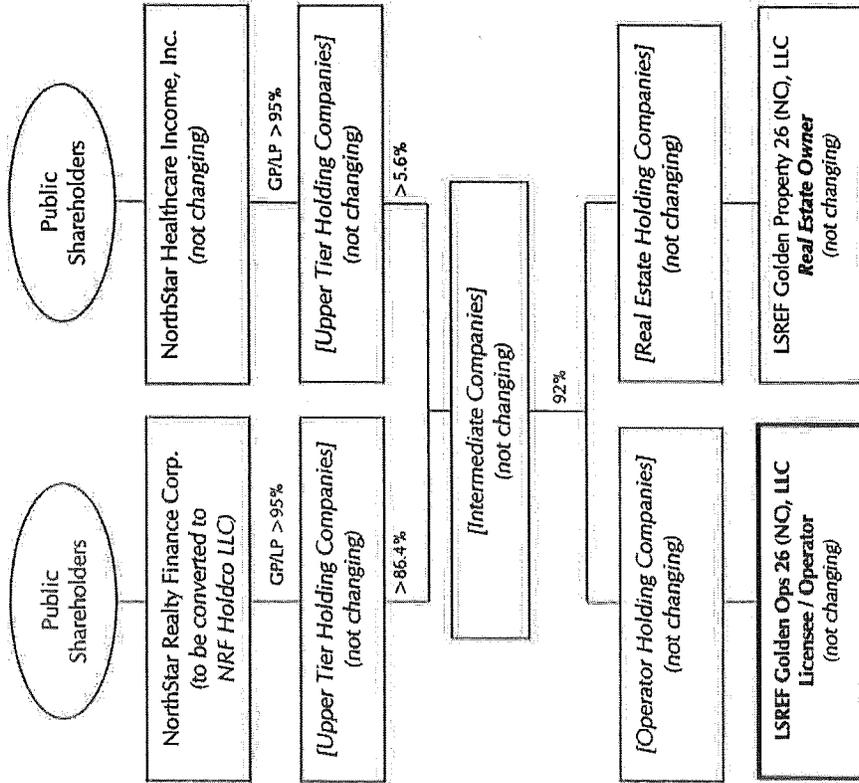 Public
Shareholders
NorthStar Realty Finance Corp.
(to be converted to
NRF Holdco LLC)
GP/LP >95%
[Upper Tier Holding Companies]
(not changing)
>86.4%
Public
Shareholders
NorthStar Healthcare Income, Inc.
(not changing)
GP/LP >95%
[Upper Tier Holding Companies]
(not changing)
>5.6%
[Intermediate Companies]
(not changing)
92%
[Operator Holding Companies]
(not changing)
LSREF Golden Ops 26 (NC), LLC
Licensee / Operator
(not changing)
[Real Estate Holding Companies]
(not changing)
LSREF Golden Property 26 (NC), LLC
Real Estate Owner
(not changing)